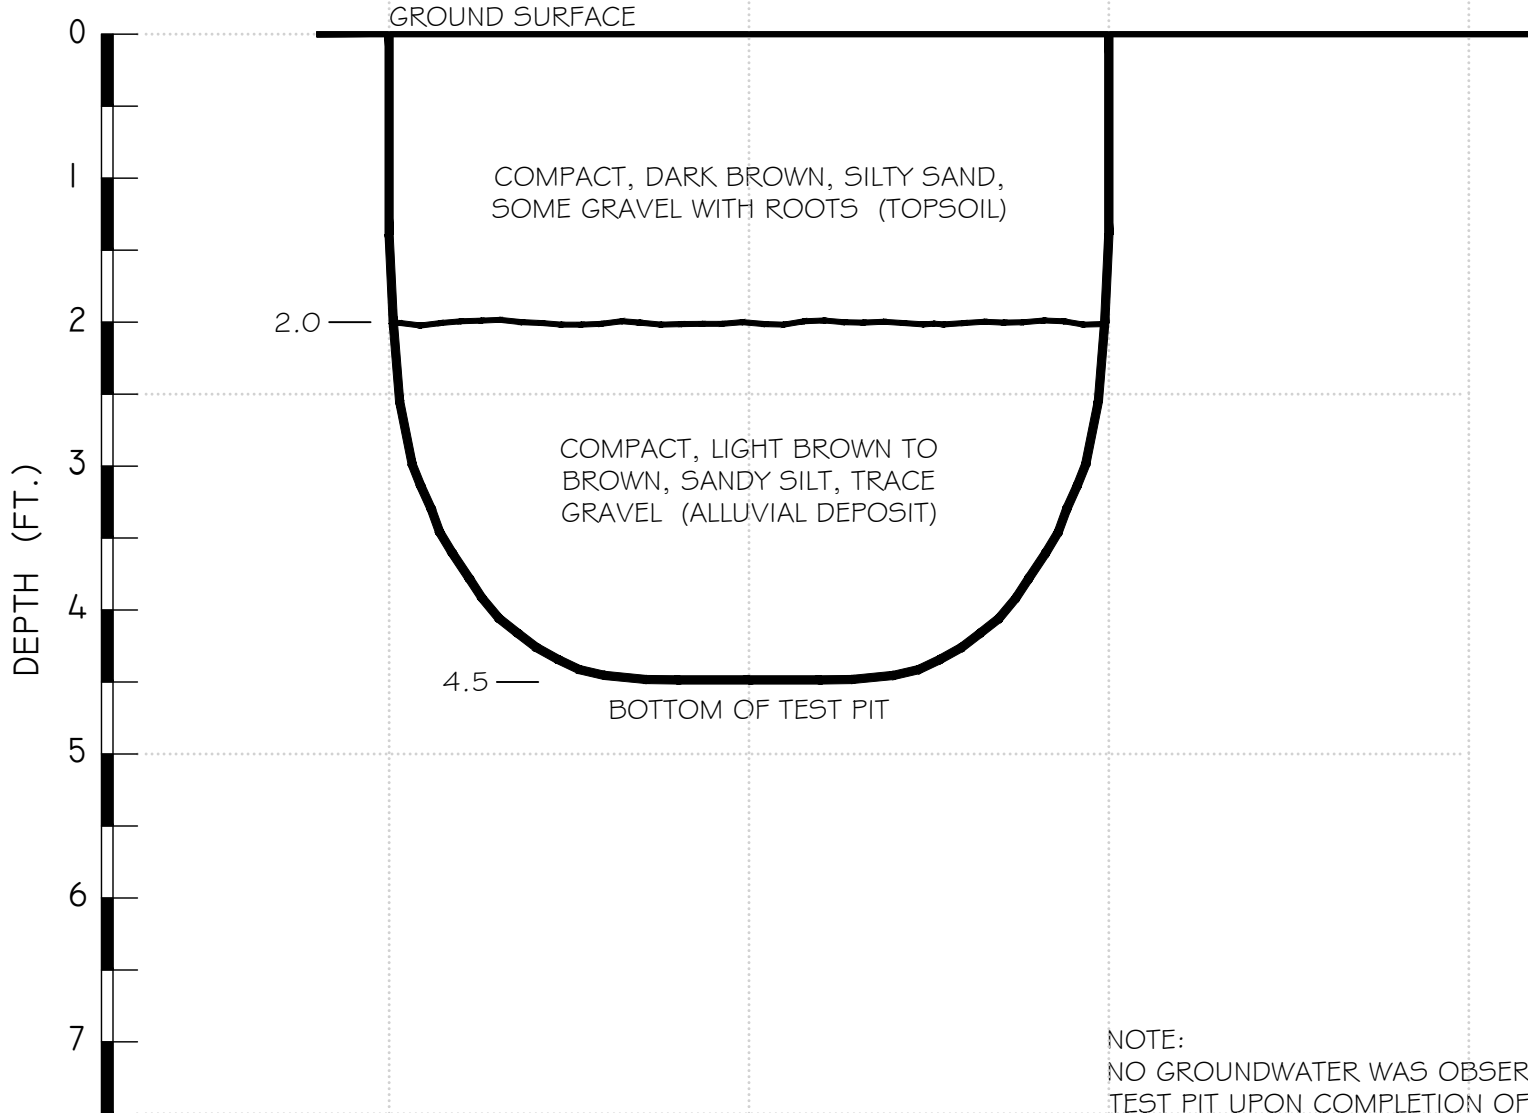 GROUND SURFACE
0
1
COMPACT, DARK BROWN, SILTY SAND,
SOME GRAVEL WITH ROOTS (TOPSOIL)
2
2.0
COMPACT, LIGHT BROWN TO
BROWN, SANDY SILT, TRACE
GRAVEL (ALLUVIAL DEPOSIT)
3
DEPTH (FT.)
4
4.5
BOTTOM OF TEST PIT
5
6
7
NOTE:
NO GROUNDWATER WAS OBSER
TEST PIT UPON COMPLETION OF